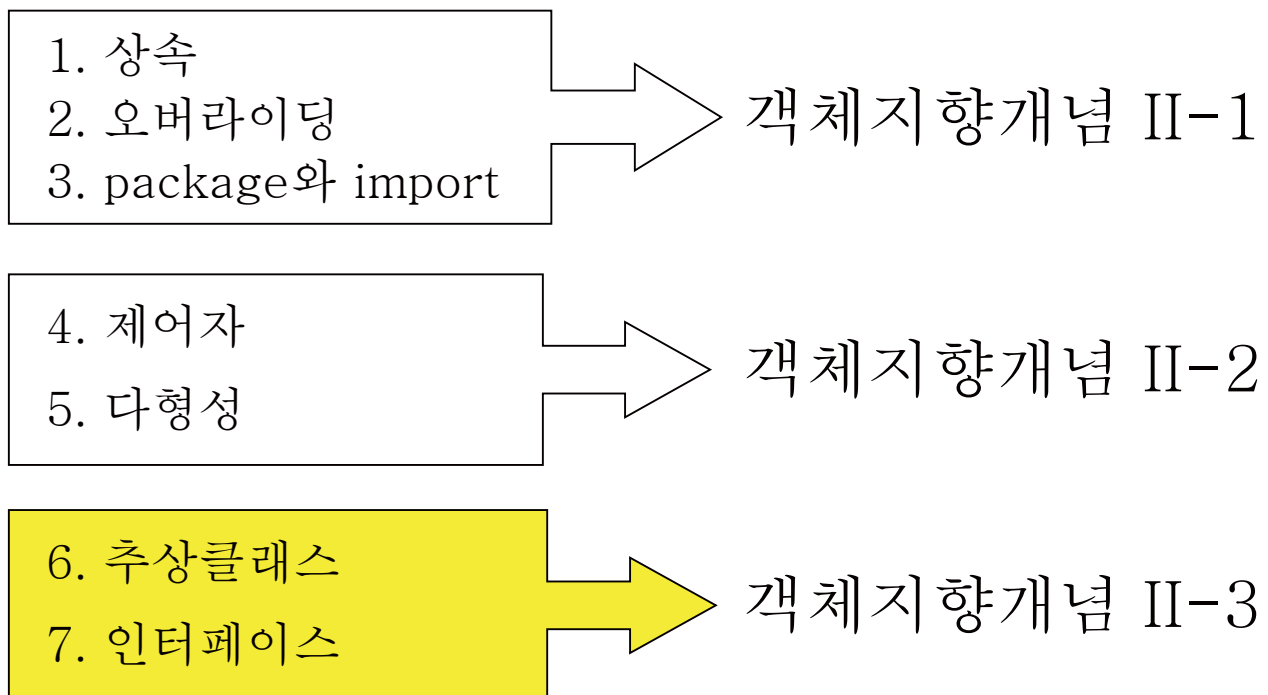 1. 상속
2. 오버라이딩
3. package와 import
객체지향개념 II-1
4. 제어자
5. 다형성
객체지향개념 II-2
6. 추상클래스
7. 인터페이스
객체지향개념 II-3